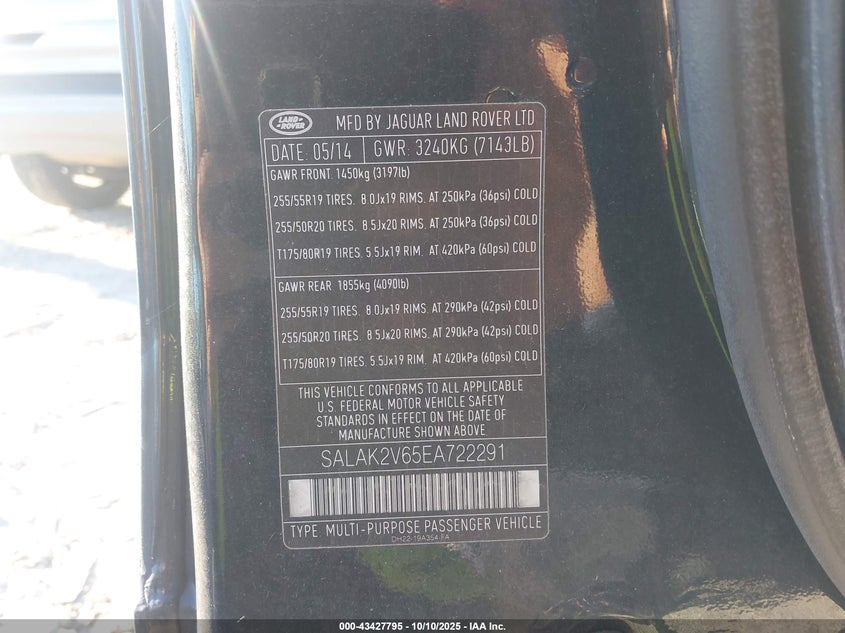 LAND ROVER
MFD BY JAGUAR LAND ROVER LTD
DATE: 05/14 GWR: 3240KG (7143LB)
GAWR FRONT. 1450kg (3197lb)
255/55R19 TIRES. 8.0Jx19 RIMS. AT 250kPa (36psi) COLD
255/50R20 TIRES. 8.5Jx20 RIMS. AT 250kPa (36psi) COLD
T175/80R19 TIRES. 5.5Jx19 RIM. AT 420kPa (60psi) COLD
GAWR REAR. 1855kg (4090lb)
255/55R19 TIRES. 8.0Jx19 RIMS. AT 290kPa (42psi) COLD
255/50R20 TIRES. 8.5Jx20 RIMS. AT 290kPa (42psi) COLD
T175/80R19 TIRES. 5.5Jx19 RIM. AT 420kPa (60psi) COLD
THIS VEHICLE CONFORMS TO ALL APPLICABLE
U.S. FEDERAL MOTOR VEHICLE SAFETY
STANDARDS IN EFFECT ON THE DATE OF
MANUFACTURE SHOWN ABOVE
SALAK2V65EA722291
TYPE: MULTI-PURPOSE PASSENGER VEHICLE
DH22-19A354-FA
000-43427795 - 10/10/2025 - IAA Inc.